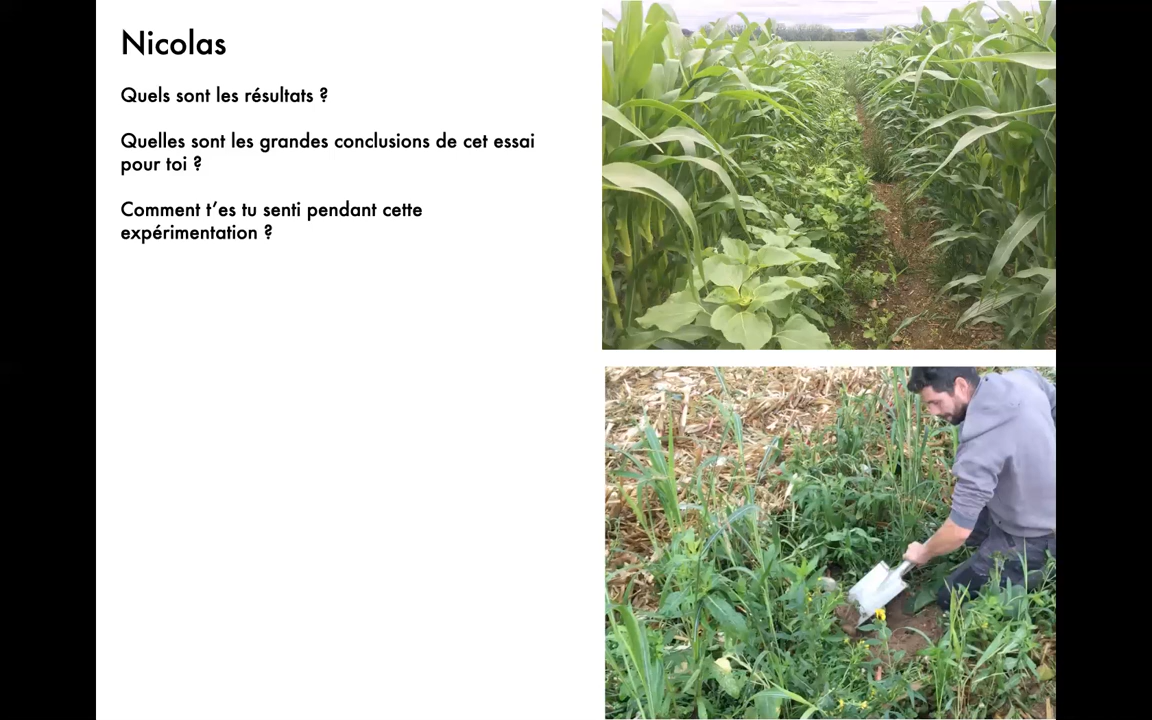 Nicolas
Quels sont les résultats ?
Quelles sont les grandes conclusions de cet essai
pour toi ?
Comment t’es tu senti pendant cette
expérimentation ?